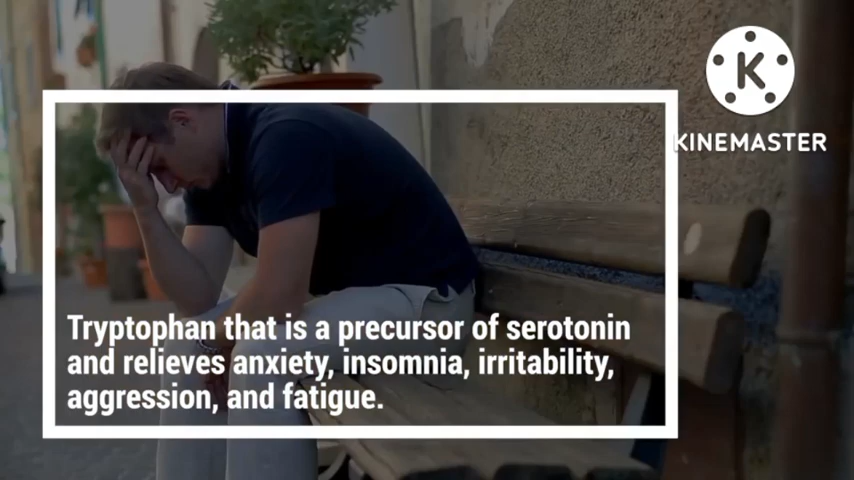 K
KINEMASTER
Tryptophan that is a precursor of serotonin
and relieves anxiety, insomnia, irritability,
aggression, and fatigue.